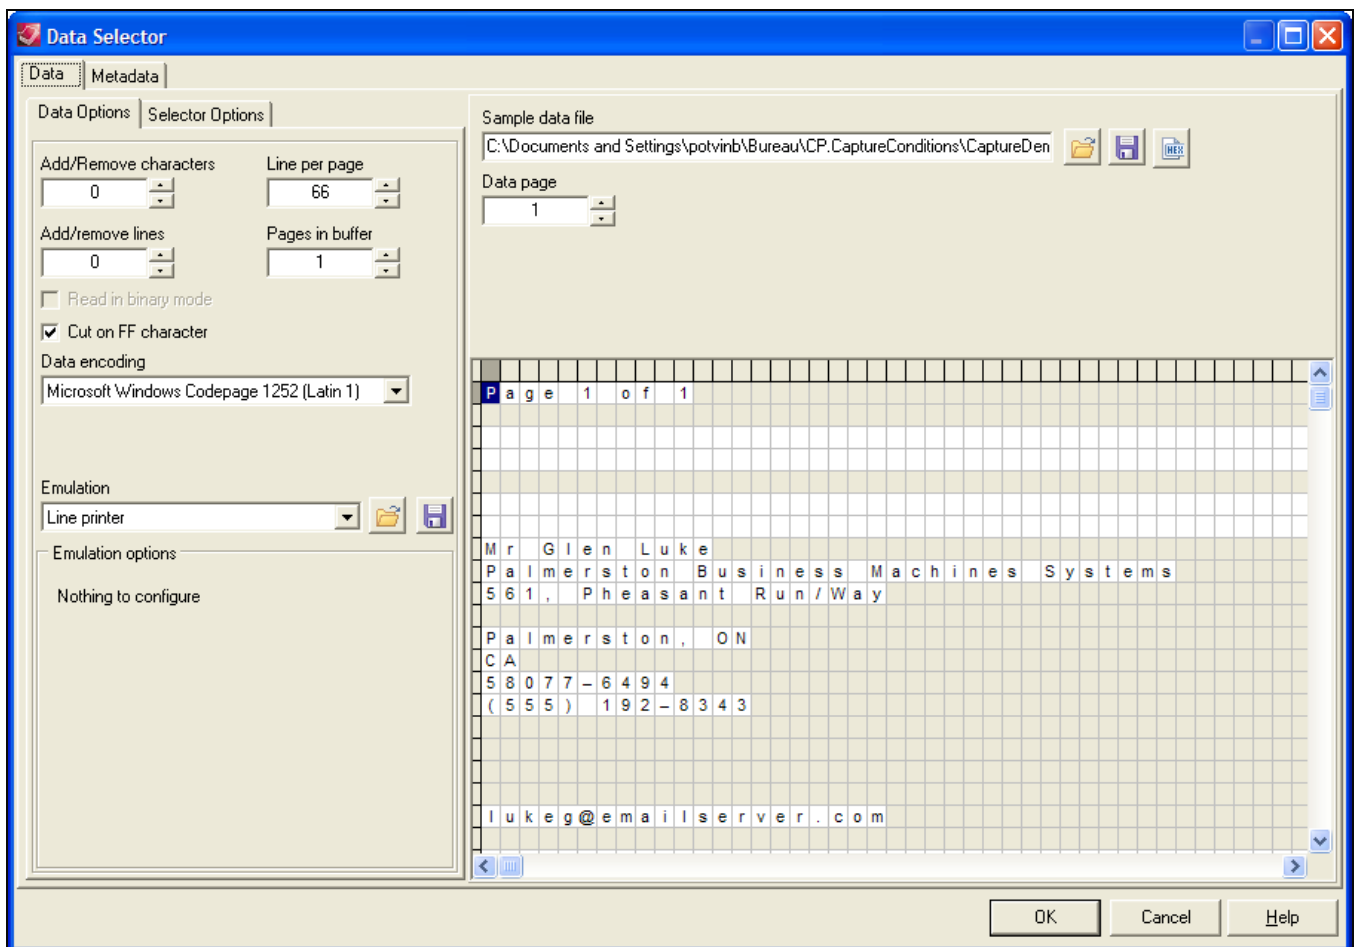 Data Selector
Data
Metadata
Data Options
Selector Options
Add/Remove characters
Line per page
0
66
Add/remove lines
Pages in buffer
0
1
Read in binary mode
Cut on FF character
Data encoding
Microsoft Windows Codepage 1252 (Latin 1)
Emulation
Line printer
Emulation options
Nothing to configure
Sample data file
C:\Documents and Settings\potvinb\Bureau\CP.CaptureConditions\CaptureDen
HEX
Data page
1
Page 1 of 1
Mr Glen Luke
Palmerston Business Machines Systems
561, Pheasant Run/Way
Palmerston, ON
CA
58077-6494
(555) 192-8343
lukeg@emailserver.com
OK
Cancel
Help